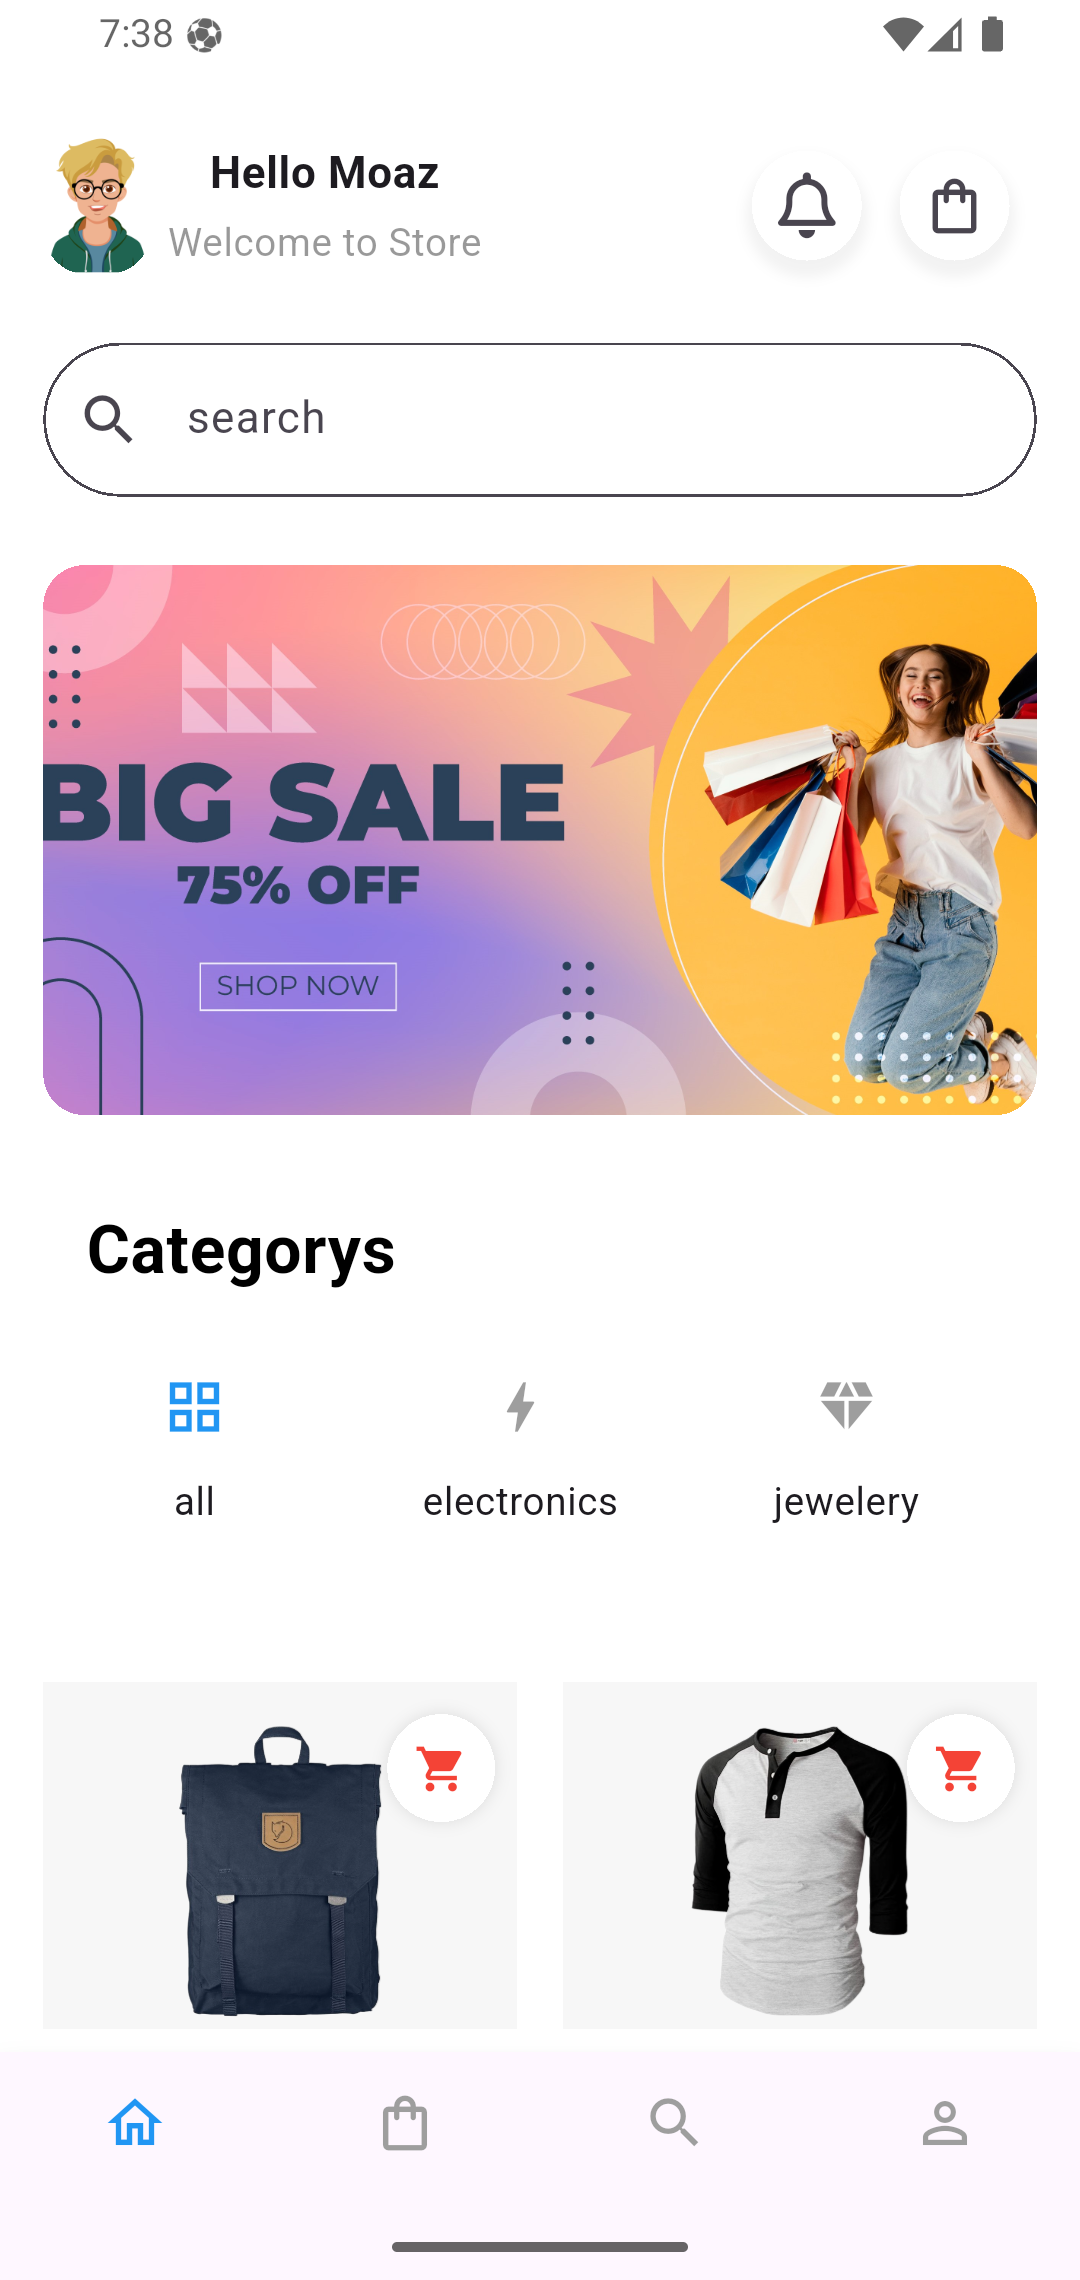 7:38
Hello Moaz
Welcome to Store
search
BIG SALE
75% OFF
SHOP NOW
Categorys
all
electronics
jewelery